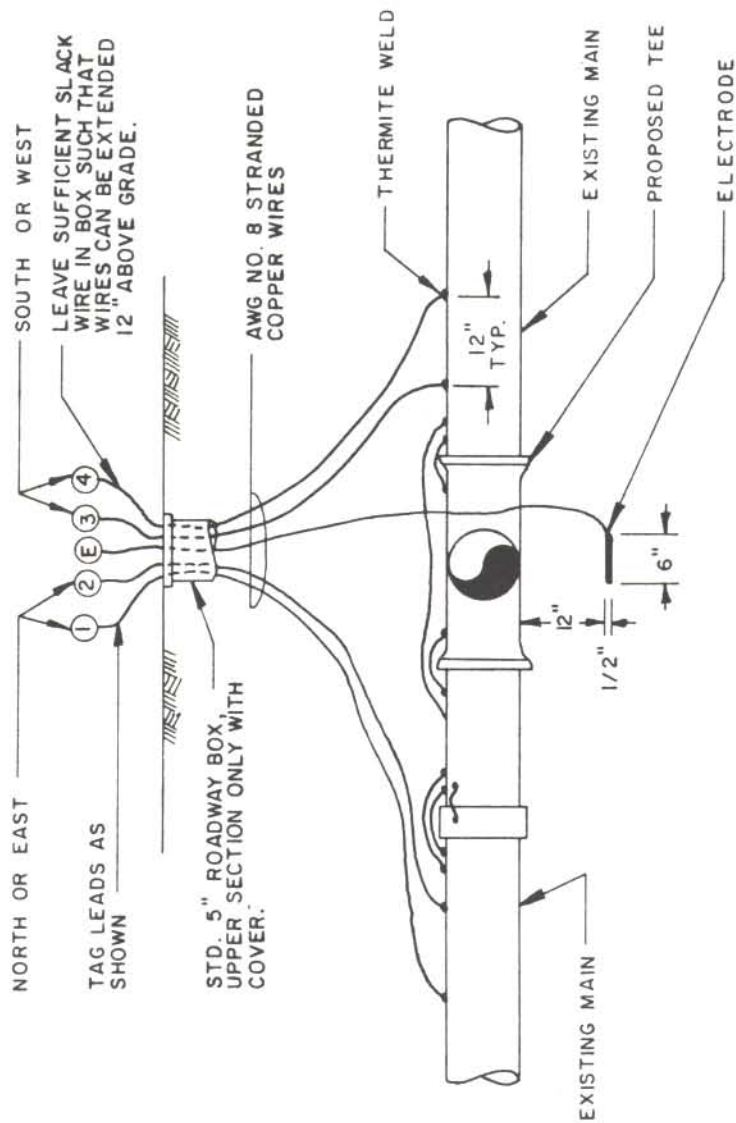 NORTH OR EAST
SOUTH OR WEST
TAG LEADS AS
SHOWN
1
2
E
3
4
LEAVE SUFFICIENT SLACK
WIRE IN BOX SUCH THAT
WIRES CAN BE EXTENDED
12" ABOVE GRADE.
STD. 5" ROADWAY BOX,
UPPER SECTION ONLY WITH
COVER.
AWG NO. 8 STRANDED
COPPER WIRES
THERMITE WELD
12"
TYP.
EXISTING MAIN
PROPOSED TEE
ELECTRODE
12"
1/2"
6"
EXISTING MAIN